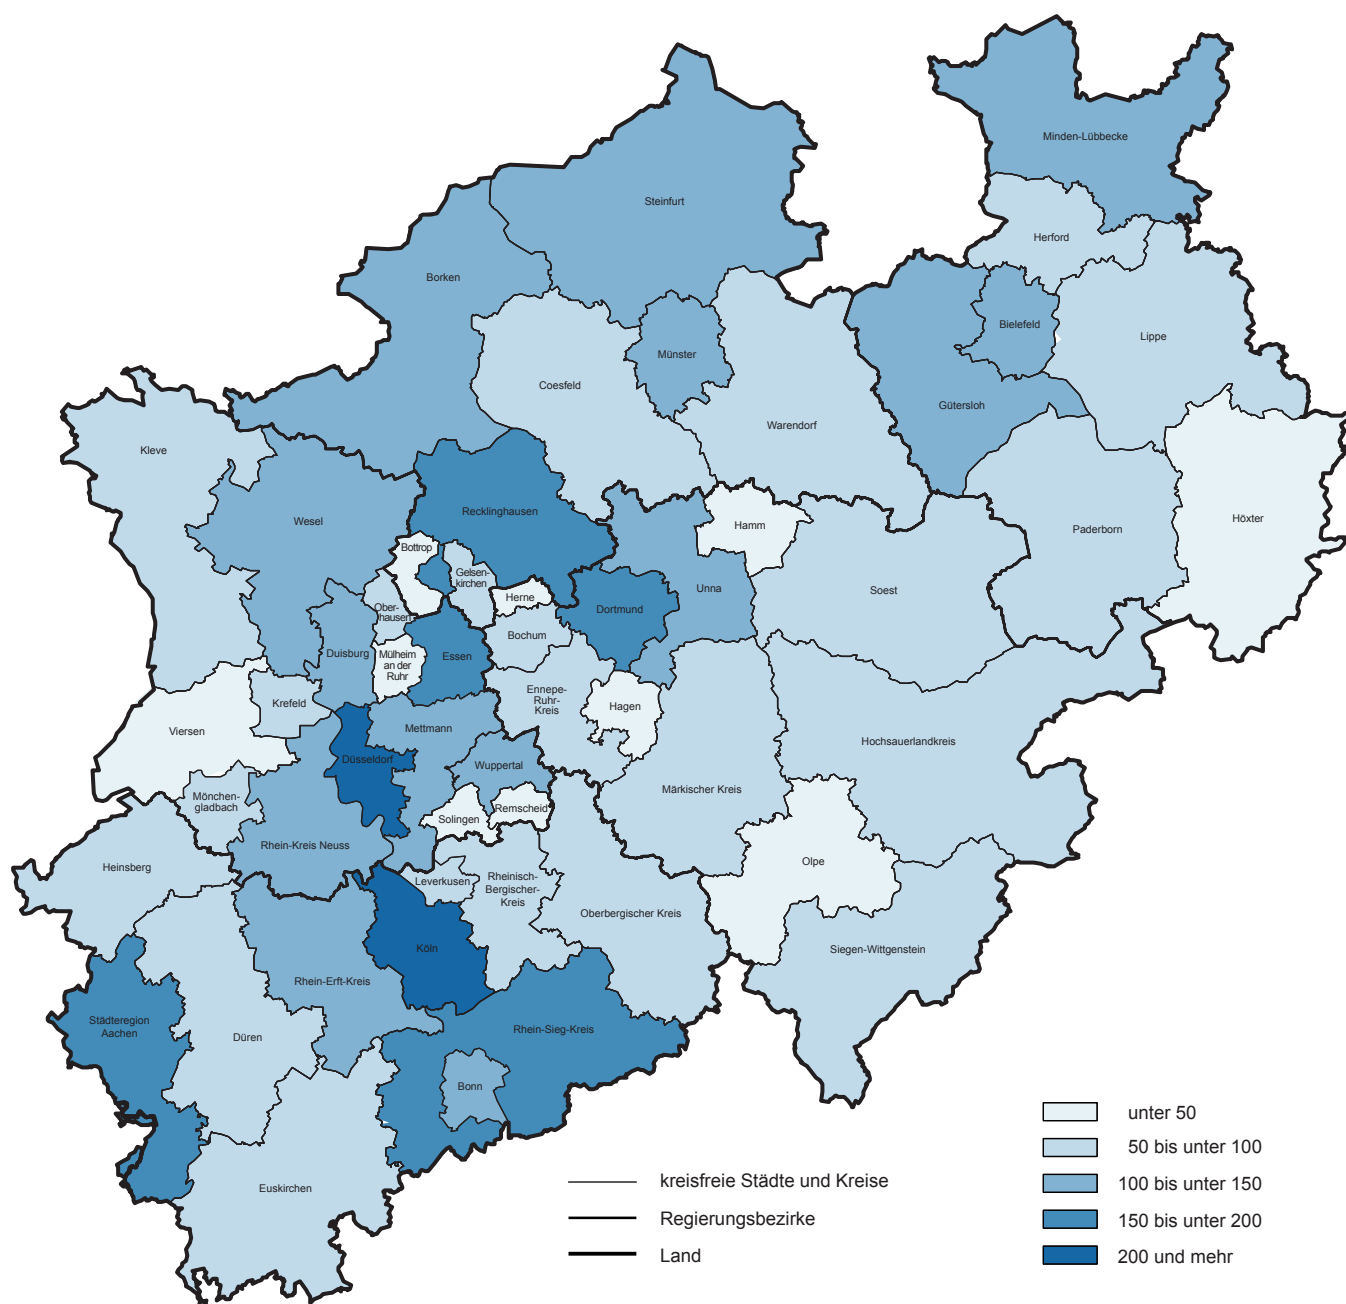 Minden-Lübbecke
Steinfurt
Herford
Borken
Bielefeld
Lippe
Münster
Coesfeld
Gütersloh
Warendorf
Kleve
Recklinghausen
Wesel
Hamm
Höxter
Paderborn
Bottrop
Gelsen-
kirchen
Unna
Soest
Herne
Dortmund
Ober-
hausen
Bochum
Duisburg
Mülheim
an der
Ruhr
Essen
Ennepe-
Ruhr-
Kreis
Krefeld
Hagen
Viersen
Mettmann
Hochsauerlandkreis
Düsseldorf
Wuppertal
Märkischer Kreis
Mönchen-
gladbach
Remscheid
Solingen
Rhein-Kreis Neuss
Olpe
Heinsberg
Leverkusen
Rheinisch-
Bergischer-
Kreis
Oberbergischer Kreis
Köln
Siegen-Wittgenstein
Rhein-Erft-Kreis
Städteregion
Aachen
Rhein-Sieg-Kreis
Düren
Bonn
Euskirchen
kreisfreie Städte und Kreise
Regierungsbezirke
Land
unter 50
50 bis unter 100
100 bis unter 150
150 bis unter 200
200 und mehr